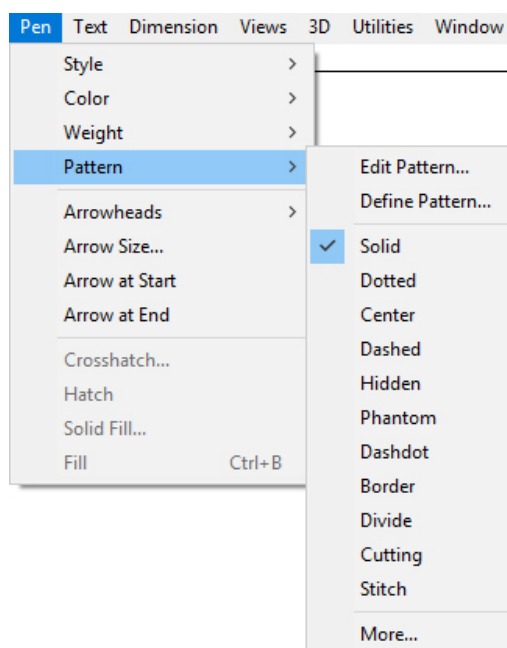 Pen Text Dimension Views 3D Utilities Window
Style
Color
Weight
Pattern
Arrowheads
Arrow Size...
Arrow at Start
Arrow at End
Crosshatch...
Hatch
Solid Fill...
Fill Ctrl+B
Edit Pattern...
Define Pattern...
Solid
Dotted
Center
Dashed
Hidden
Phantom
Dashdot
Border
Divide
Cutting
Stitch
More...